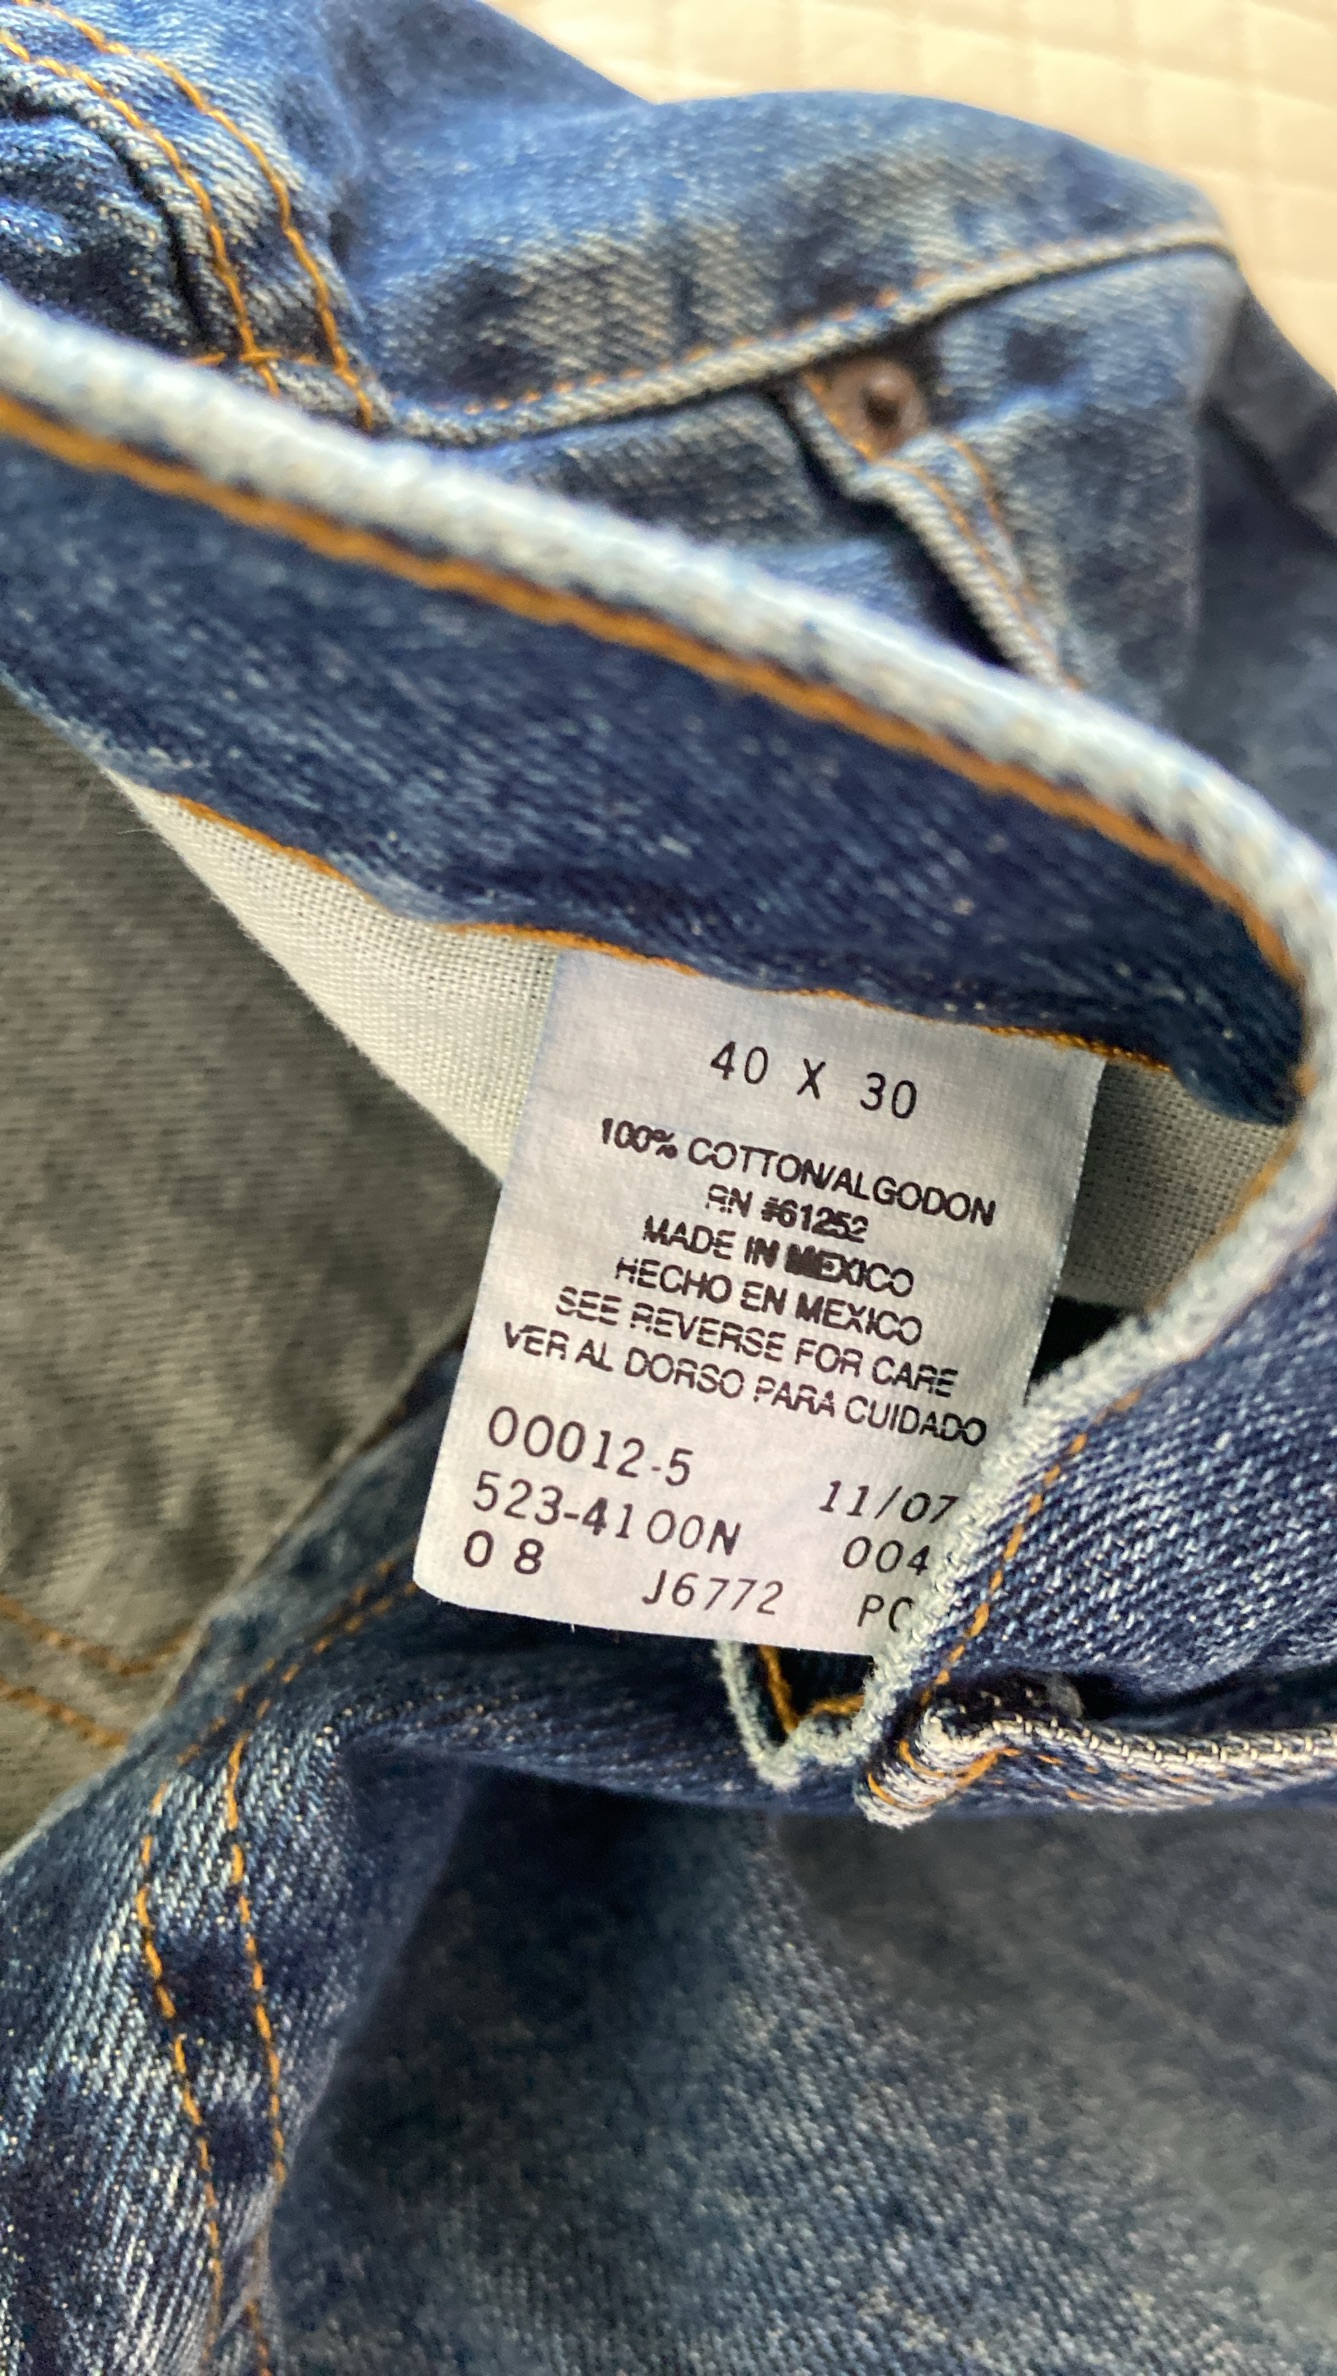 40 X 30
100% COTTON/ALGODON
RN #61252
MADE IN MEXICO
HECHO EN MEXICO
SEE REVERSE FOR CARE
VER AL DORSO PARA CUIDADO
00012-5 11/07
523-4100N 004
0 8 J6772